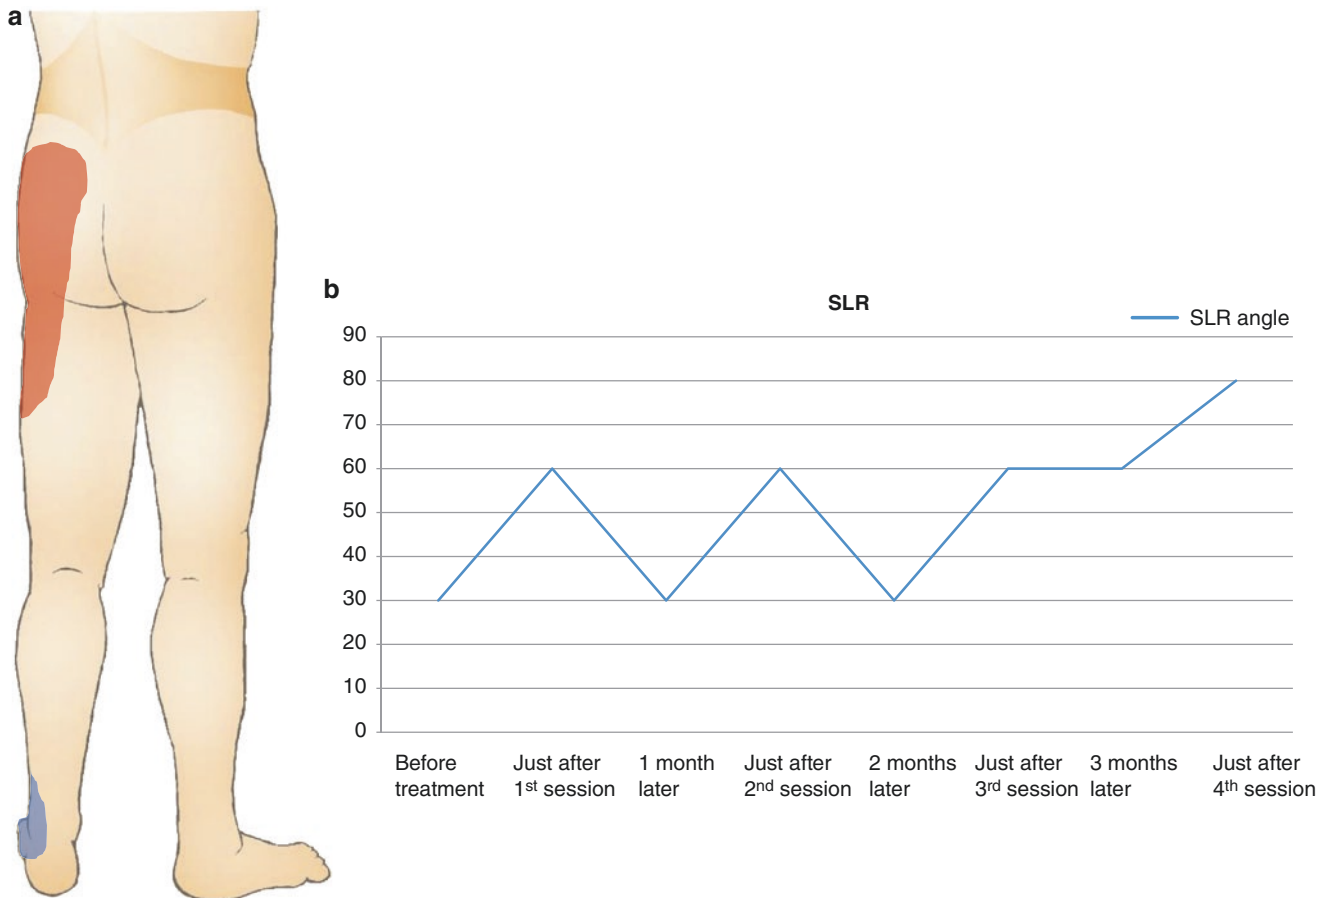 a
b
SLR
SLR angle
90
80
70
60
50
40
30
20
10
0
Before treatment
Just after 1st session
1 month later
Just after 2nd session
2 months later
Just after 3rd session
3 months later
Just after 4th session